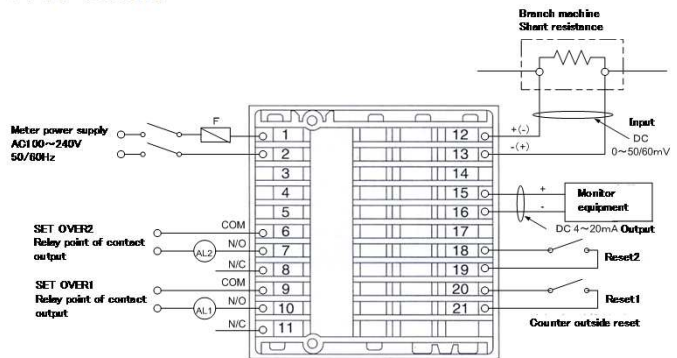 Branch machine
Shant resistance
Meter power supply
AC100~240V
50/60Hz
F
1
2
3
4
5
6
7
8
9
10
11
12
13
14
15
16
17
18
19
20
21
+(-)
-(+)
Input
DC
0~50/60mV
+
-
Monitor
equipment
DC 4~20mA Output
SET OVER2
Relay point of contact
output
COM
N/O
AL2
N/C
SET OVER1
Relay point of contact
output
COM
N/O
AL1
N/C
Reset2
Reset1
Counter outside reset